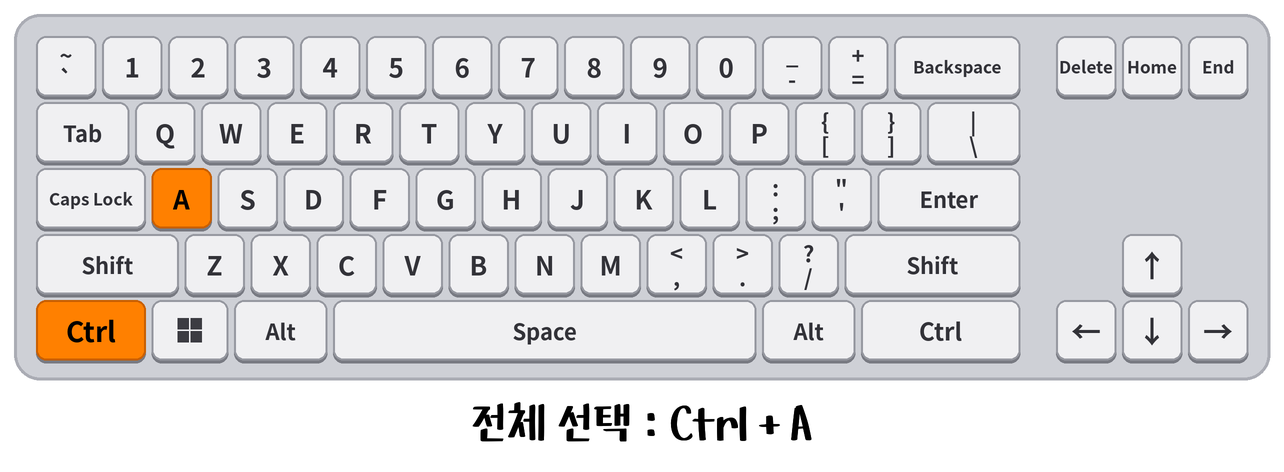 ~ 1 2 3 4 5 6 7 8 9 0 _ + Backspace Delete Home End
` - =
Tab Q W E R T Y U I O P { } |
[ ] \
Caps Lock A S D F G H J K L : " Enter
; '
Shift Z X C V B N M < > ? Shift
, . /
Ctrl Alt Space Alt Ctrl ← ↓ →
↑
전체 선택 : Ctrl + A